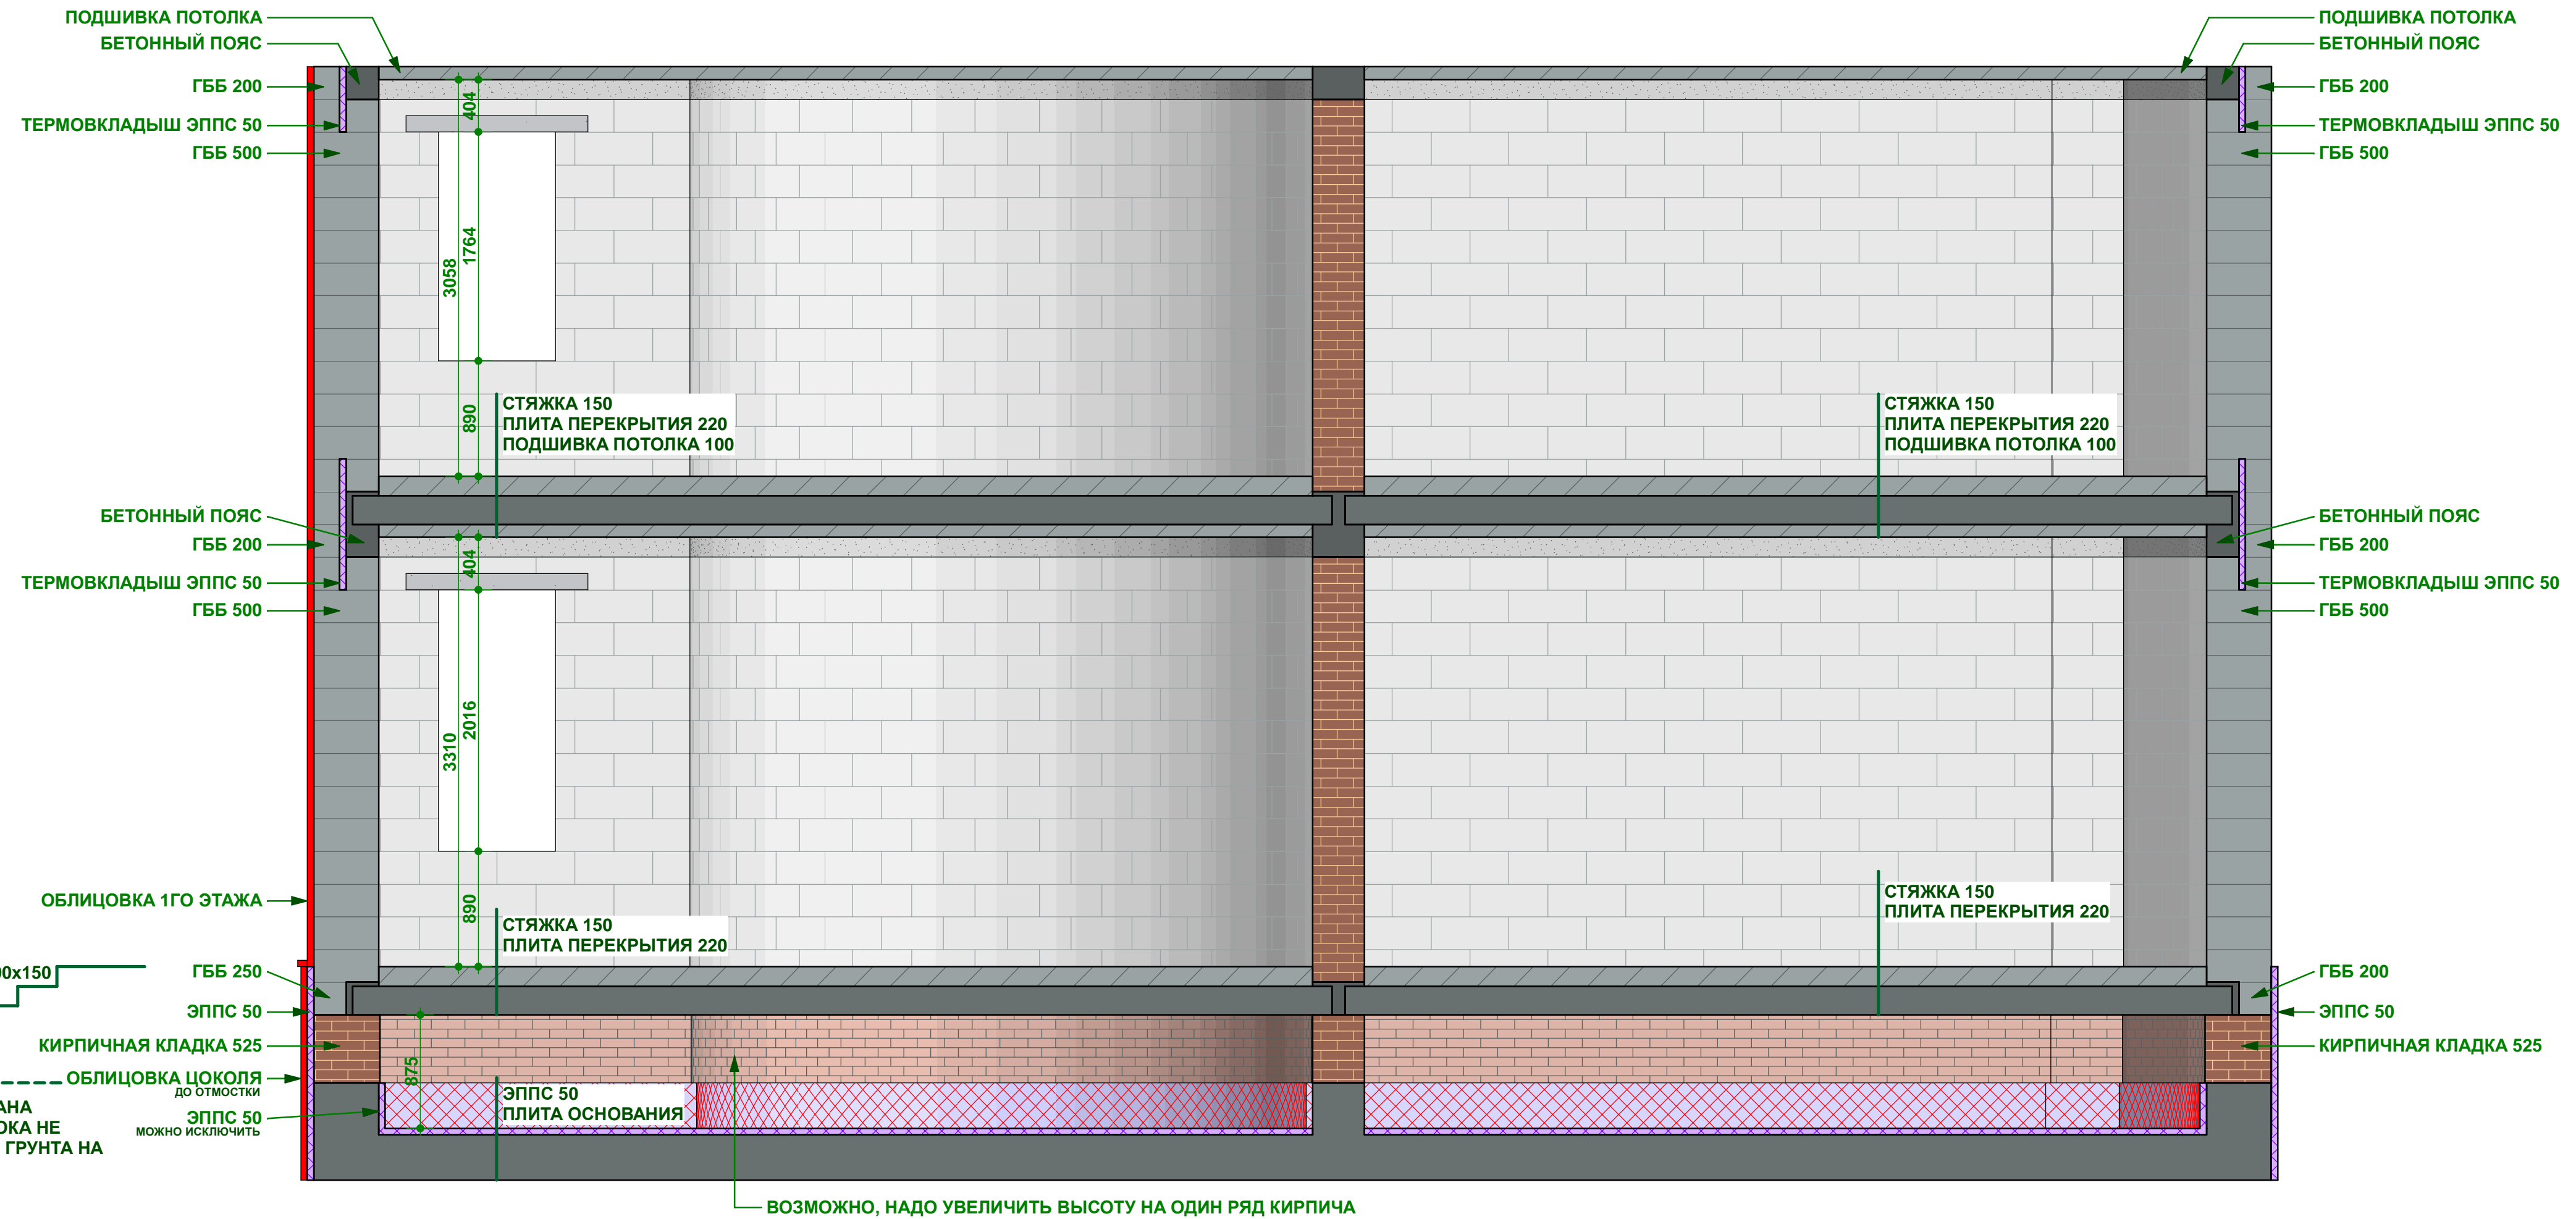 ПОДШИВКА ПОТОЛКА
БЕТОННЫЙ ПОЯС
ГББ 200
ТЕРМОВКЛАДЫШ ЭППС 50
ГББ 500
БЕТОННЫЙ ПОЯС
ГББ 200
ТЕРМОВКЛАДЫШ ЭППС 50
ГББ 500
ОБЛИЦОВКА 1ГО ЭТАЖА
0х150
ГББ 250
ЭППС 50
КИРПИЧНАЯ КЛАДКА 525
ОБЛИЦОВКА ЦОКОЛЯ
ДО ОТМОСТКИ
АНА
ОКА НЕ
ГРУНТА НА
ЭППС 50
МОЖНО ИСКЛЮЧИТЬ
404
1764
3058
890
СТЯЖКА 150
ПЛИТА ПЕРЕКРЫТИЯ 220
ПОДШИВКА ПОТОЛКА 100
404
2016
3310
890
СТЯЖКА 150
ПЛИТА ПЕРЕКРЫТИЯ 220
875
ЭППС 50
ПЛИТА ОСНОВАНИЯ
ВОЗМОЖНО, НАДО УВЕЛИЧИТЬ ВЫСОТУ НА ОДИН РЯД КИРПИЧА
СТЯЖКА 150
ПЛИТА ПЕРЕКРЫТИЯ 220
ПОДШИВКА ПОТОЛКА 100
СТЯЖКА 150
ПЛИТА ПЕРЕКРЫТИЯ 220
ПОДШИВКА ПОТОЛКА
БЕТОННЫЙ ПОЯС
ГББ 200
ТЕРМОВКЛАДЫШ ЭППС 50
ГББ 500
БЕТОННЫЙ ПОЯС
ГББ 200
ТЕРМОВКЛАДЫШ ЭППС 50
ГББ 500
ГББ 200
ЭППС 50
КИРПИЧНАЯ КЛАДКА 525